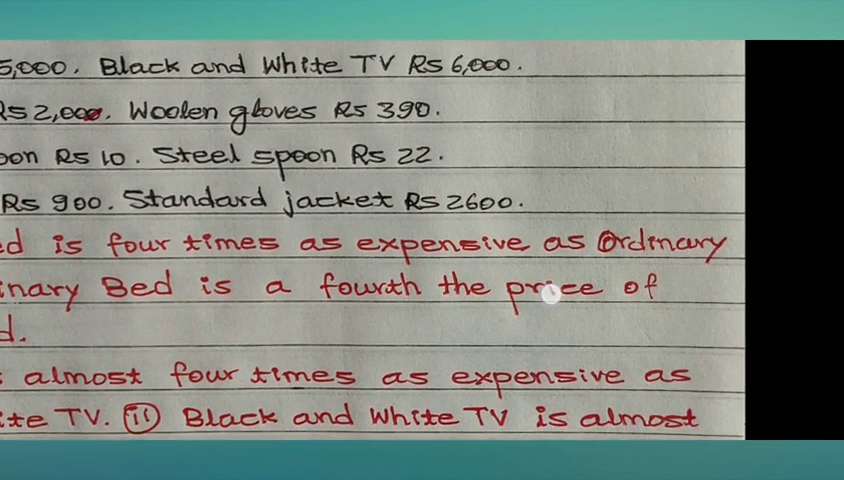 5,000. Black and White TV Rs 6,000.
Rs 2,000. Woolen gloves Rs 390.
oon Rs 10. Steel spoon Rs 22.
Rs 900. Standard jacket Rs 2600.
ed is four times as expensive as Ordinary
inary Bed is a fourth the price of
d.
s almost four times as expensive as
ite TV. (ii) Black and White TV is almost